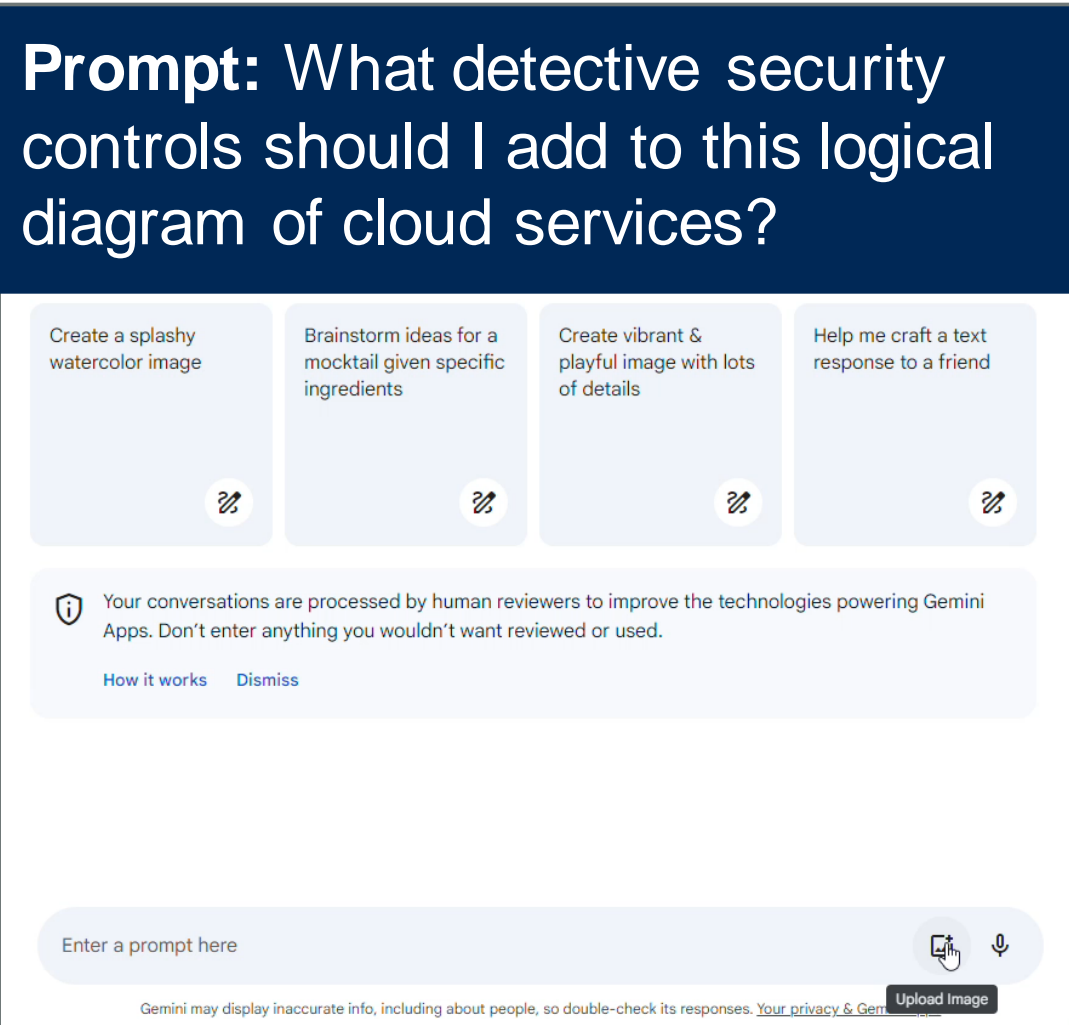 Prompt: What detective security
controls should I add to this logical
diagram of cloud services?
Create a splashy
watercolor image
Brainstorm ideas for a
mocktail given specific
ingredients
Create vibrant &
playful image with lots
of details
Help me craft a text
response to a friend
Your conversations are processed by human reviewers to improve the technologies powering Gemini
Apps. Don't enter anything you wouldn't want reviewed or used.
How it works Dismiss
Enter a prompt here
Upload Image
Gemini may display inaccurate info, including about people, so double-check its responses. Your privacy &